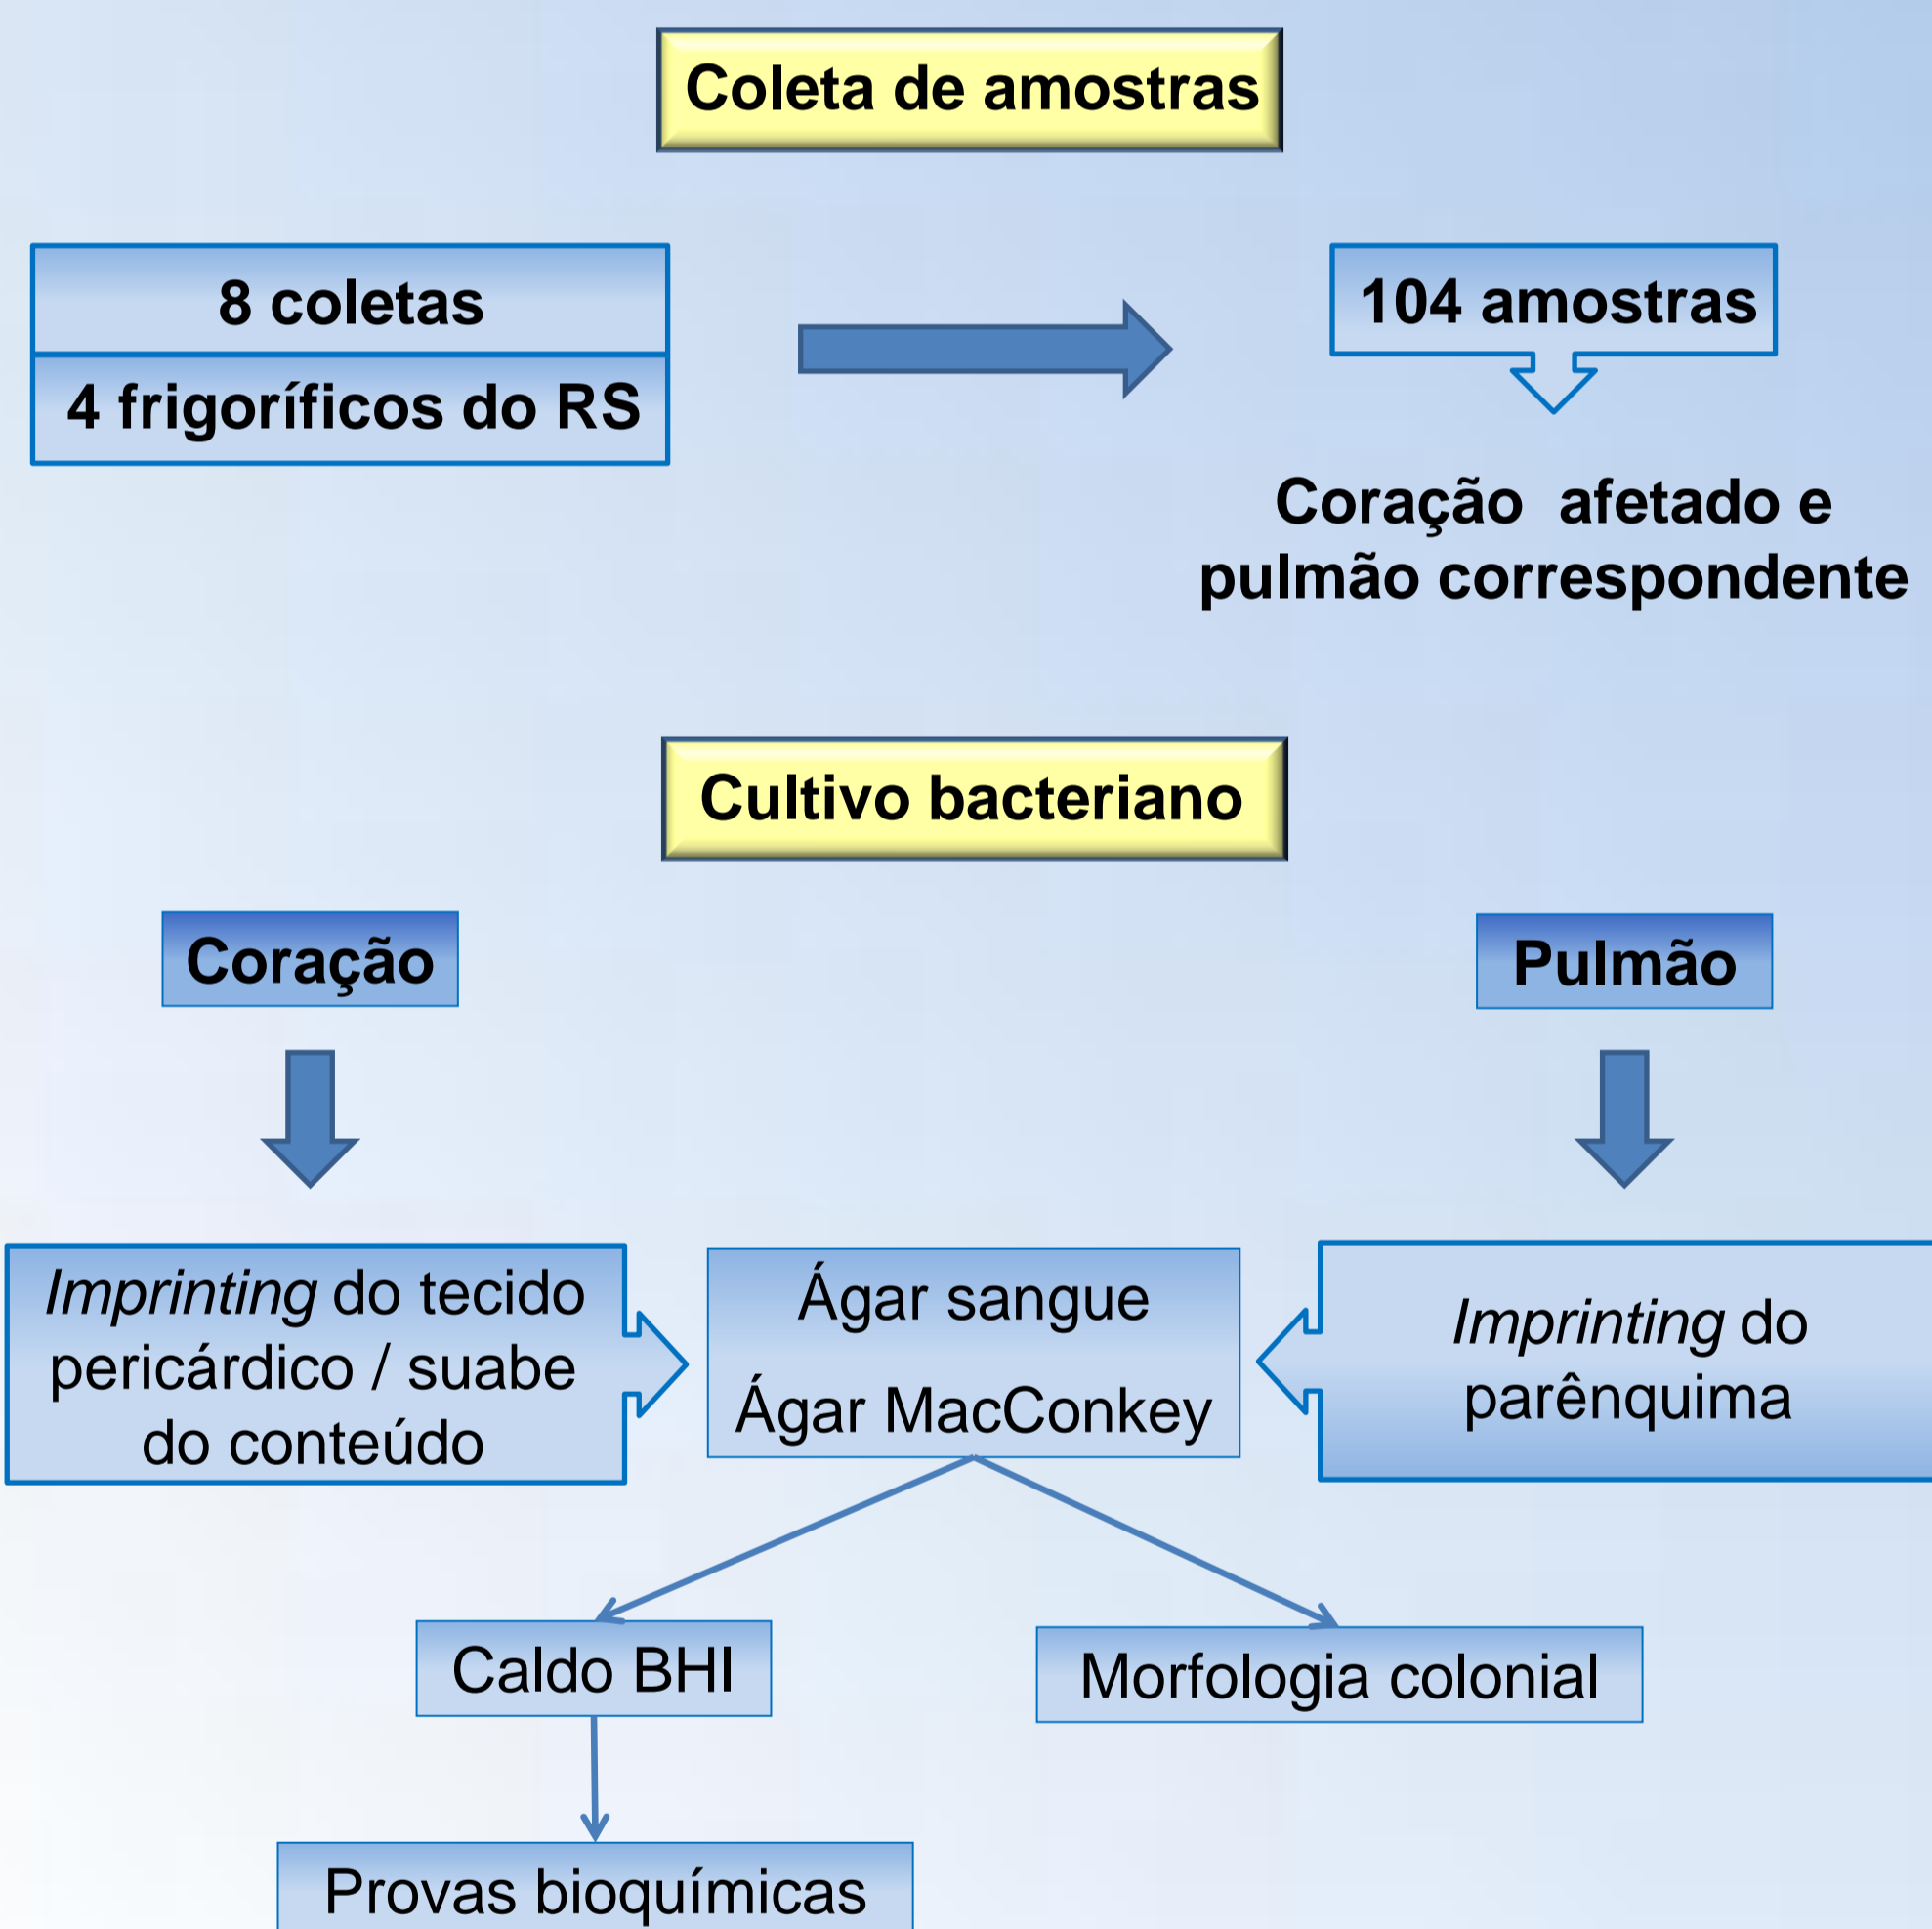 Coleta de amostras
8 coletas
4 frigoríficos do RS
104 amostras
Coração afetado e
pulmão correspondente
Cultivo bacteriano
Coração
Pulmão
Imprinting do tecido
pericárdico / suabe
do conteúdo
Ágar sangue
Ágar MacConkey
Imprinting do
parênquima
Caldo BHI
Morfologia colonial
Provas bioquímicas